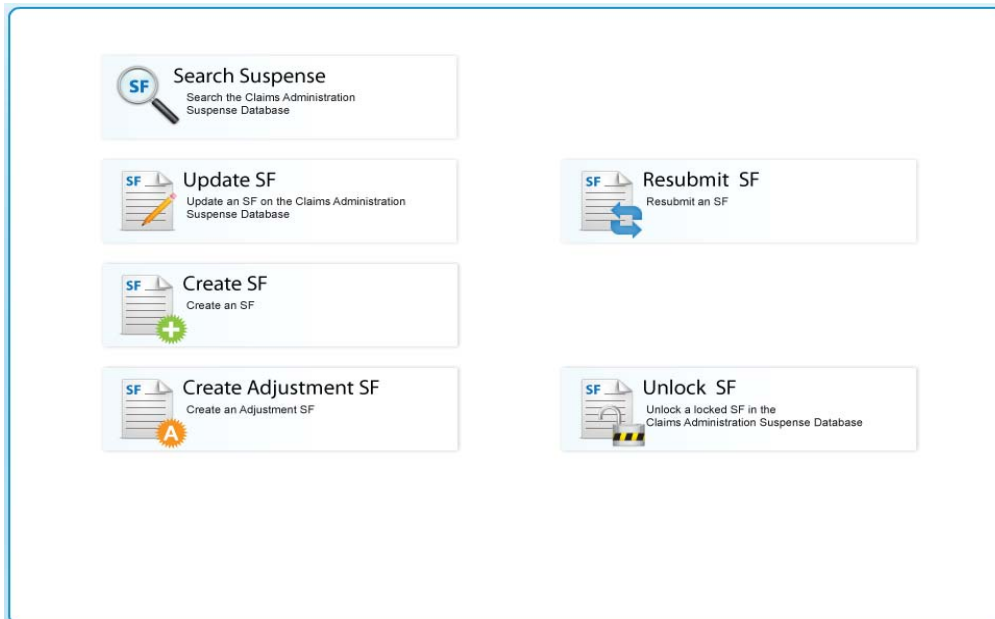 SF
Search Suspense
Search the Claims Administration
Suspense Database
SF
Update SF
Update an SF on the Claims Administration
Suspense Database
SF
Resubmit SF
Resubmit an SF
SF
Create SF
Create an SF
SF
A
Create Adjustment SF
Create an Adjustment SF
SF
Unlock SF
Unlock a locked SF in the
Claims Administration Suspense Database